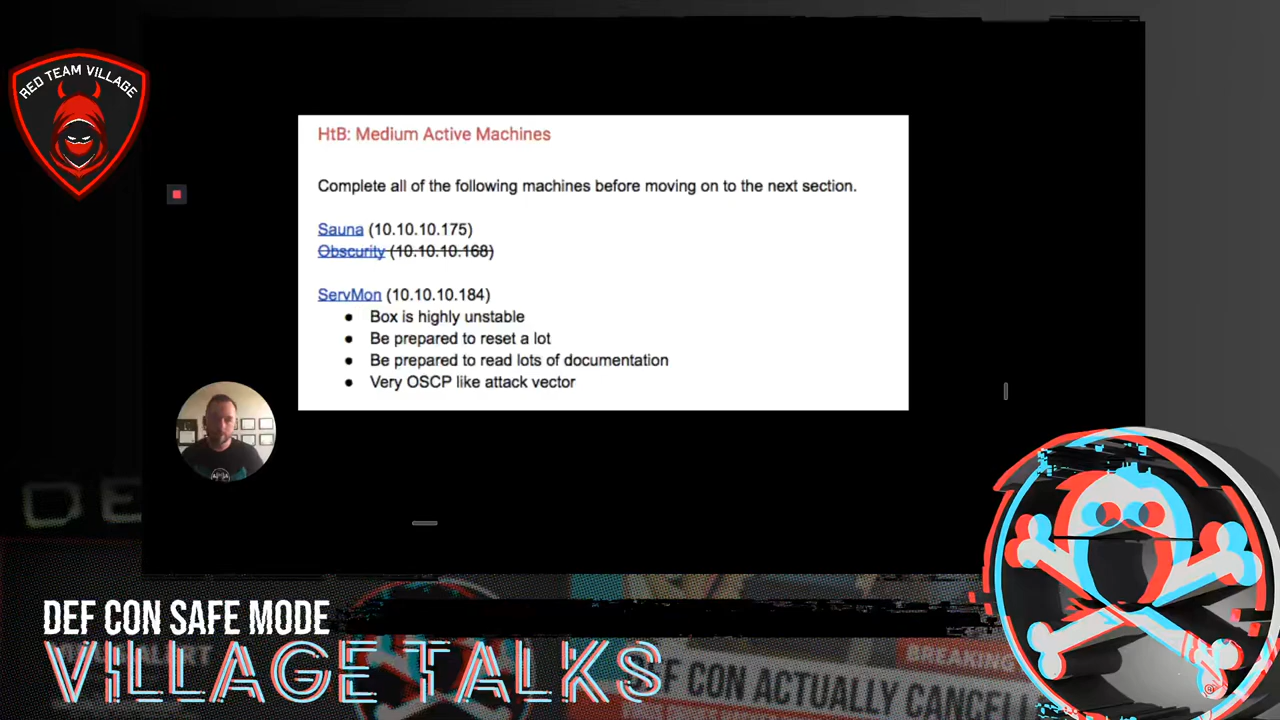 RED TEAM VILLAGE
HtB: Medium Active Machines
Complete all of the following machines before moving on to the next section.
Sauna (10.10.10.175)
Obscurity (10.10.10.168)
ServMon (10.10.10.184)
● Box is highly unstable
● Be prepared to reset a lot
● Be prepared to read lots of documentation
● Very OSCP like attack vector
DEF CON SAFE MODE
VILLAGE TALKS
BREAKING
DEF CON ACTUALLY CANCELL